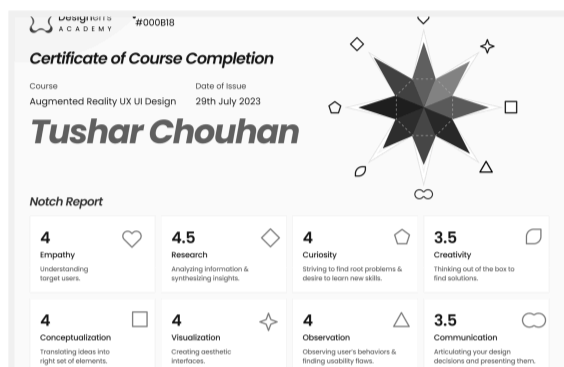 ACADEMY
#000B18
Certificate of Course Completion
Course
Date of Issue
Augmented Reality UX UI Design
29th July 2023
Tushar Chouhan
Notch Report
4
Empathy
Understanding
target users.
4.5
Research
Analyzing information &
synthesizing insights.
4
Curiosity
Striving to find root problems &
desire to learn new skills.
3.5
Creativity
Thinking out of the box to
find solutions.
4
Conceptualization
Translating ideas into
right set of elements.
4
Visualization
Creating aesthetic
interfaces.
4
Observation
Observing user's behaviors &
finding usability flaws.
3.5
Communication
Articulating your design
decisions and presenting them.